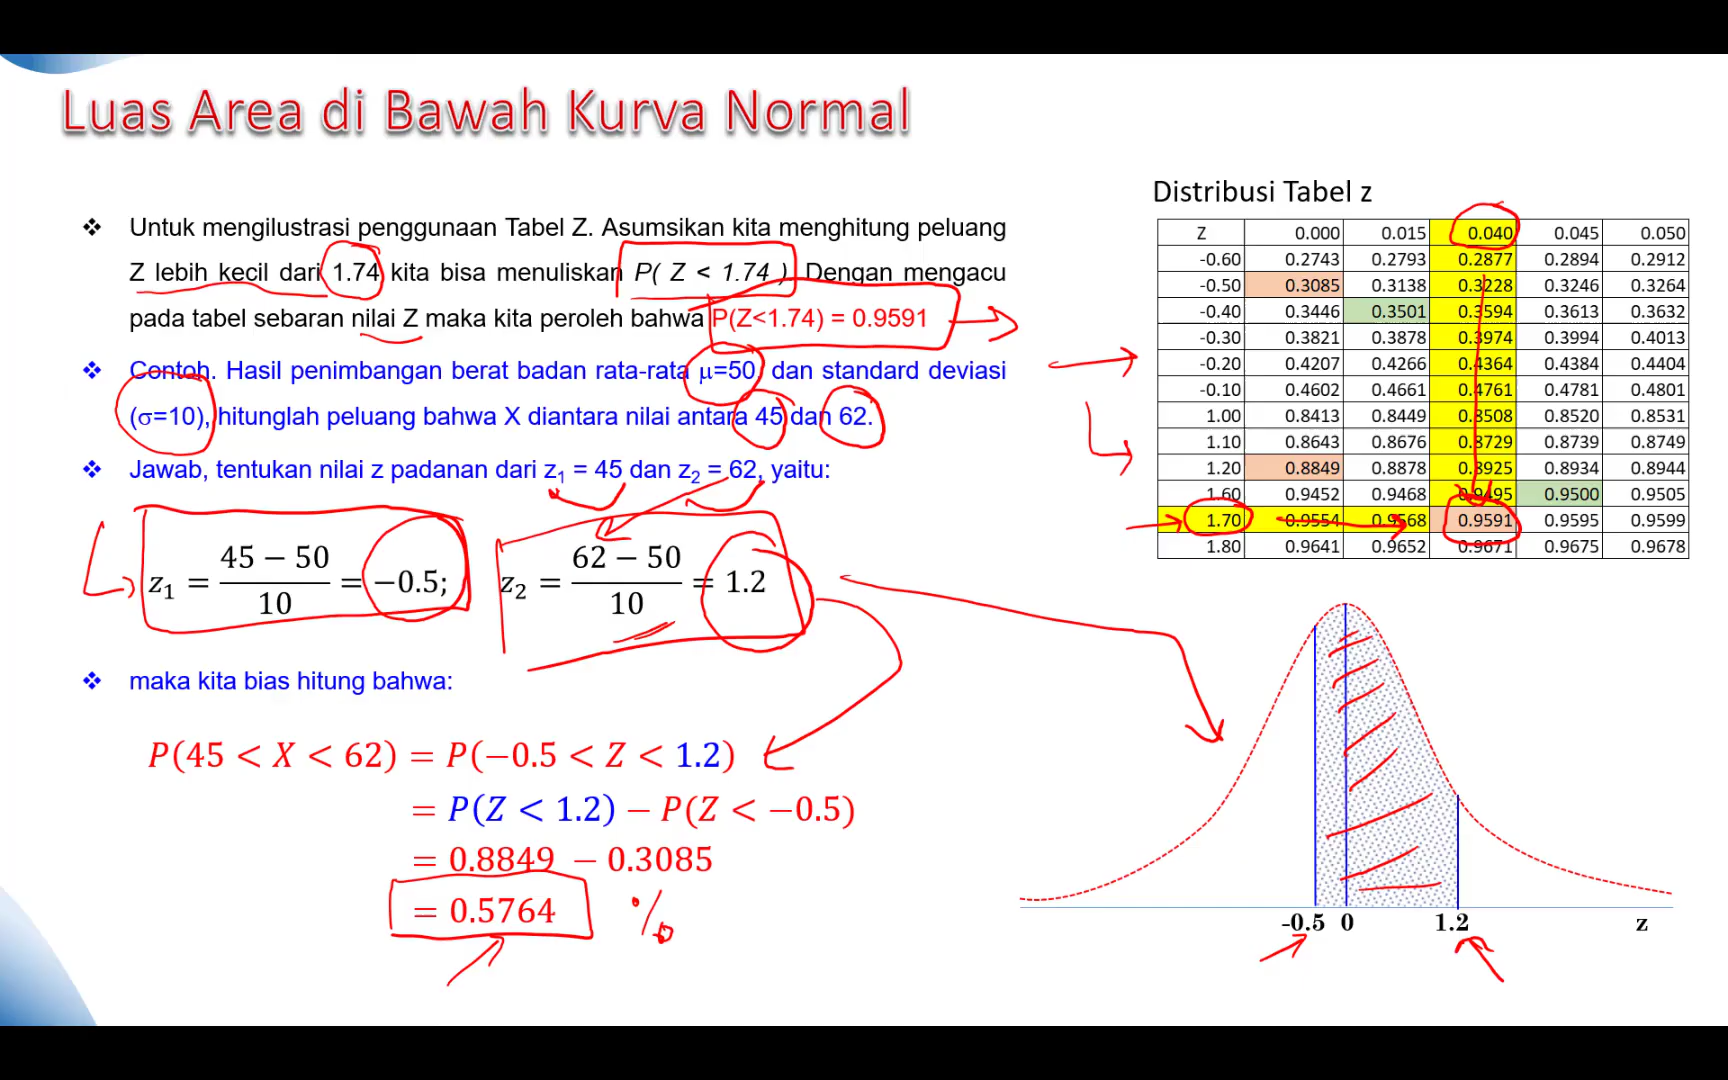 Luas Area di Bawah Kurva Normal
❖ Untuk mengilustrasi penggunaan Tabel Z. Asumsikan kita menghitung peluang
Z lebih kecil dari 1.74 kita bisa menuliskan P( Z < 1.74 ). Dengan mengacu
pada tabel sebaran nilai Z maka kita peroleh bahwa P(Z<1.74) = 0.9591
❖ Contoh. Hasil penimbangan berat badan rata-rata μ=50, dan standard deviasi
(σ=10), hitunglah peluang bahwa X diantara nilai antara 45 dan 62.
❖ Jawab, tentukan nilai z padanan dari z₁ = 45 dan z₂ = 62, yaitu:
z₁ = (45 − 50)/10 = −0.5; z₂ = (62 − 50)/10 = 1.2
❖ maka kita bias hitung bahwa:
P(45 < X < 62) = P(−0.5 < Z < 1.2)
= P(Z < 1.2) − P(Z < −0.5)
= 0.8849 − 0.3085
= 0.5764 %
Distribusi Tabel z
Z 0.000 0.015 0.040 0.045 0.050
-0.60 0.2743 0.2793 0.2877 0.2894 0.2912
-0.50 0.3085 0.3138 0.3228 0.3246 0.3264
-0.40 0.3446 0.3501 0.3594 0.3613 0.3632
-0.30 0.3821 0.3878 0.3974 0.3994 0.4013
-0.20 0.4207 0.4266 0.4364 0.4384 0.4404
-0.10 0.4602 0.4661 0.4761 0.4781 0.4801
1.00 0.8413 0.8449 0.8508 0.8520 0.8531
1.10 0.8643 0.8676 0.8729 0.8739 0.8749
1.20 0.8849 0.8878 0.8925 0.8934 0.8944
1.60 0.9452 0.9468 0.9495 0.9500 0.9505
1.70 0.9554 0.9568 0.9591 0.9595 0.9599
1.80 0.9641 0.9652 0.9671 0.9675 0.9678
-0.5 0 1.2 z